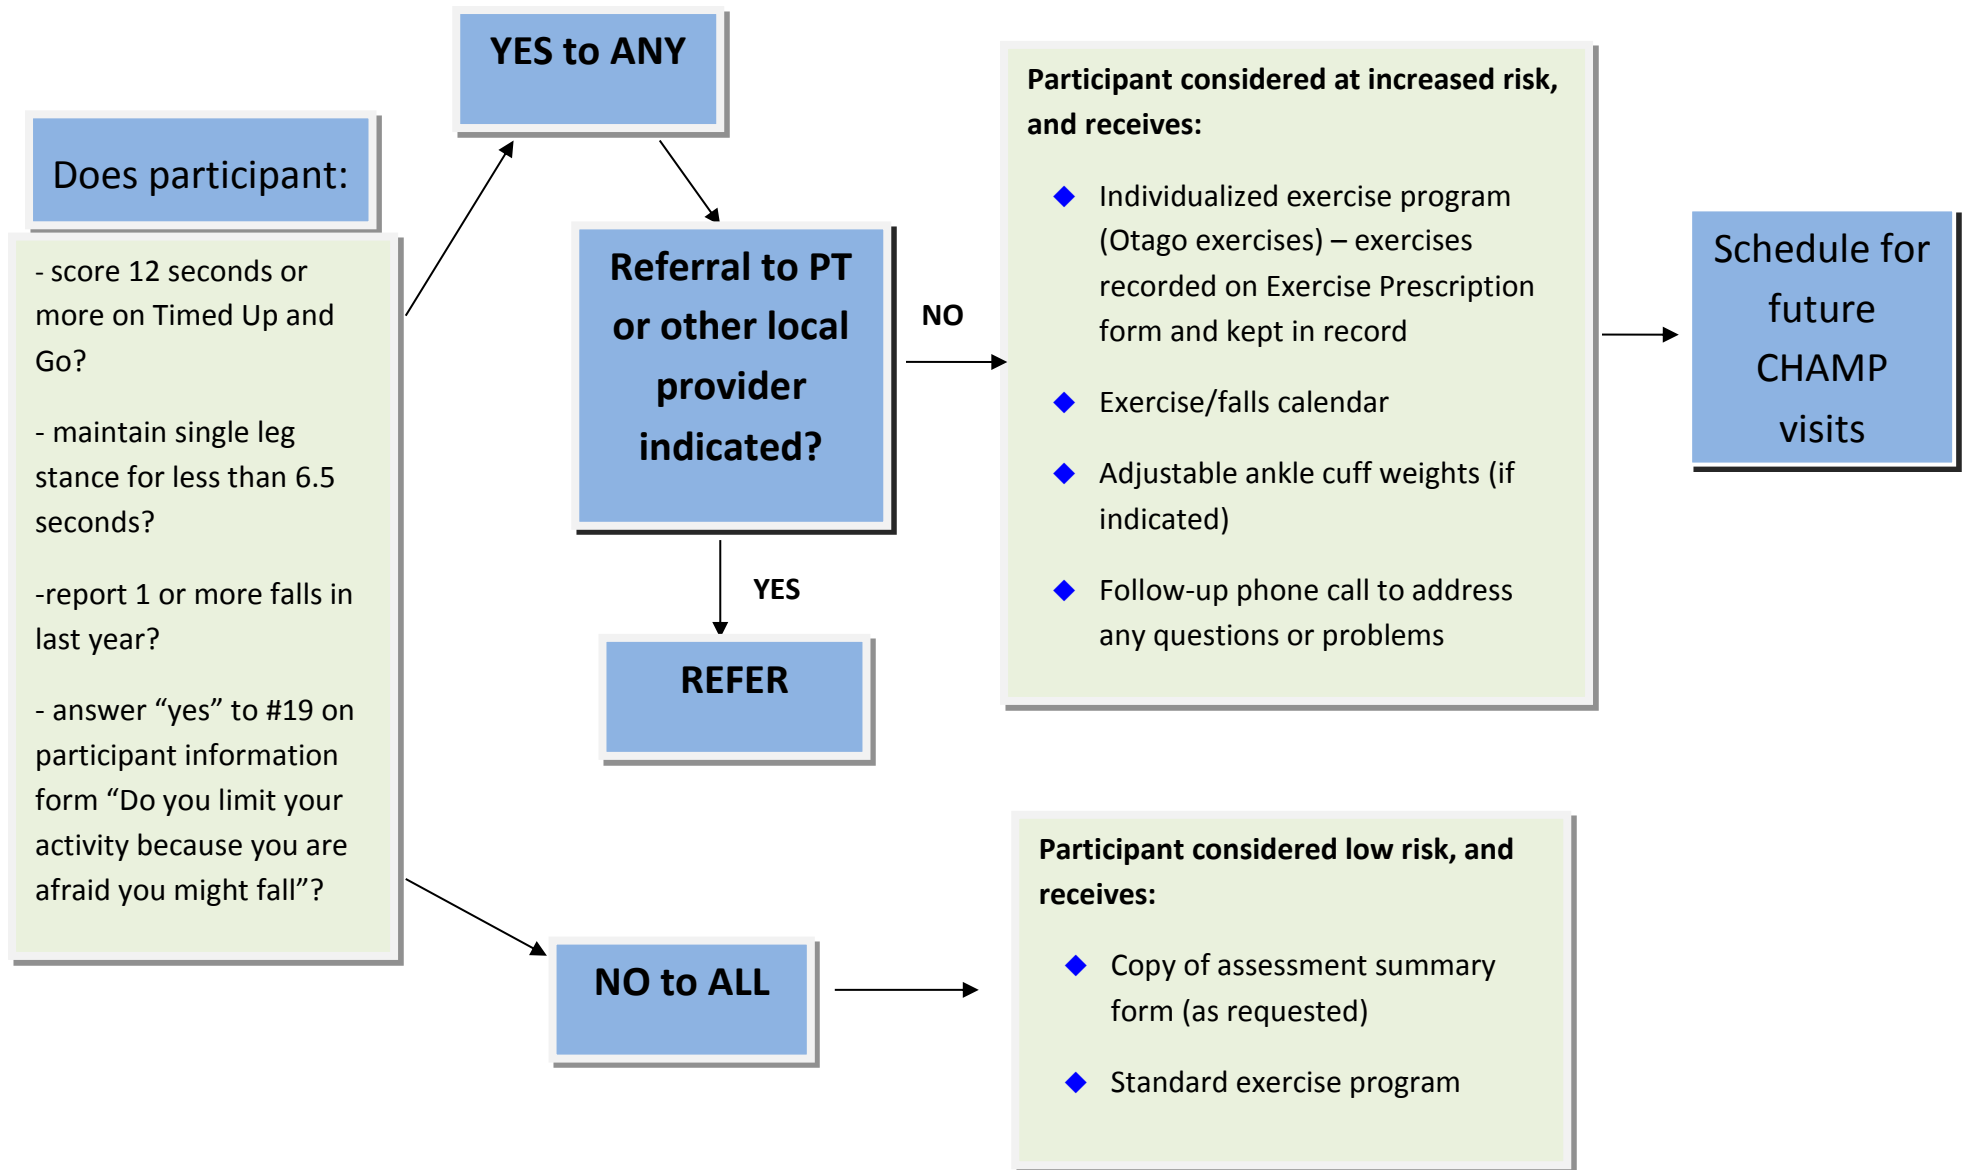 Does participant:
- score 12 seconds or
more on Timed Up and
Go?
- maintain single leg
stance for less than 6.5
seconds?
-report 1 or more falls in
last year?
- answer “yes” to #19 on
participant information
form “Do you limit your
activity because you are
afraid you might fall”?
YES to ANY
Referral to PT
or other local
provider
indicated?
YES
REFER
NO
Participant considered at increased risk,
and receives:
Individualized exercise program
(Otago exercises) – exercises
recorded on Exercise Prescription
form and kept in record
Exercise/falls calendar
Adjustable ankle cuff weights (if
indicated)
Follow-up phone call to address
any questions or problems
Schedule for
future
CHAMP
visits
NO to ALL
Participant considered low risk, and
receives:
Copy of assessment summary
form (as requested)
Standard exercise program